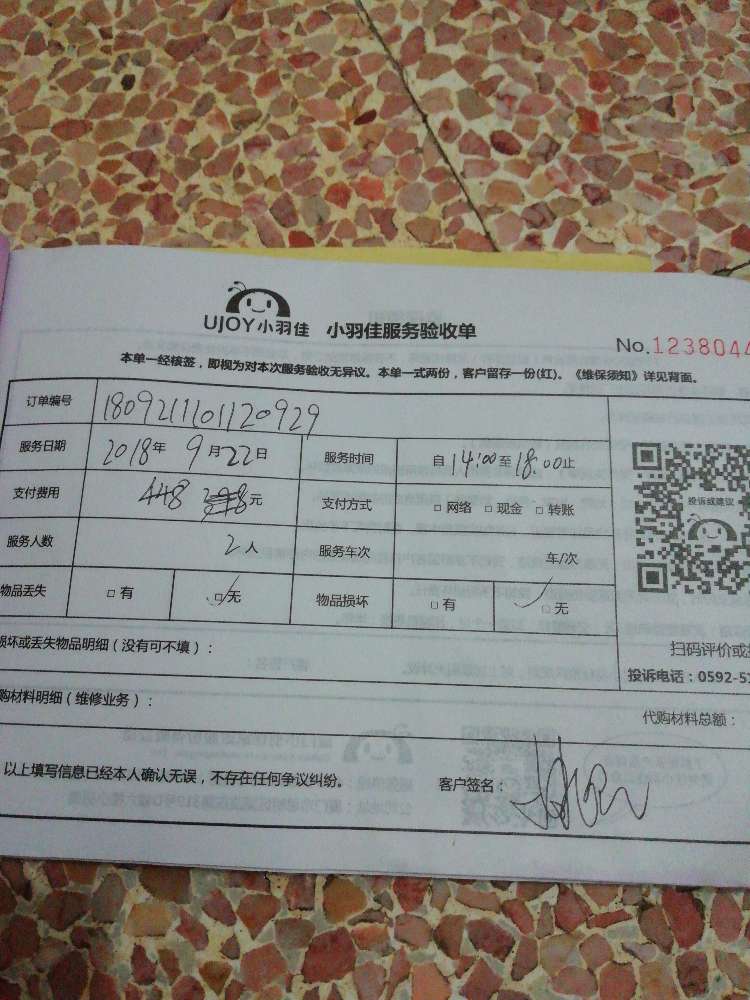 UJOY小羽佳 小羽佳服务验收单
No.1238044
本单一经核签，即视为对本次服务验收无异议。本单一式两份，客户留存一份(红)。《维保须知》详见背面。
订单编号 1809211101120929
服务日期 2018年 9月22日 服务时间 自14:00至18:00止
支付费用 448 元 支付方式 □ 网络 □ 现金 □ 转账
投诉或建议
服务人数 2人 服务车次 车/次
物品丢失 □ 有 □ 无 物品损坏 □ 有 □ 无
损坏或丢失物品明细（没有可不填）：
扫码评价或
投诉电话：0592-5
购材料明细（维修业务）：
代购材料总额：
以上填写信息已经本人确认无误，不存在任何争议纠纷。
客户签名：